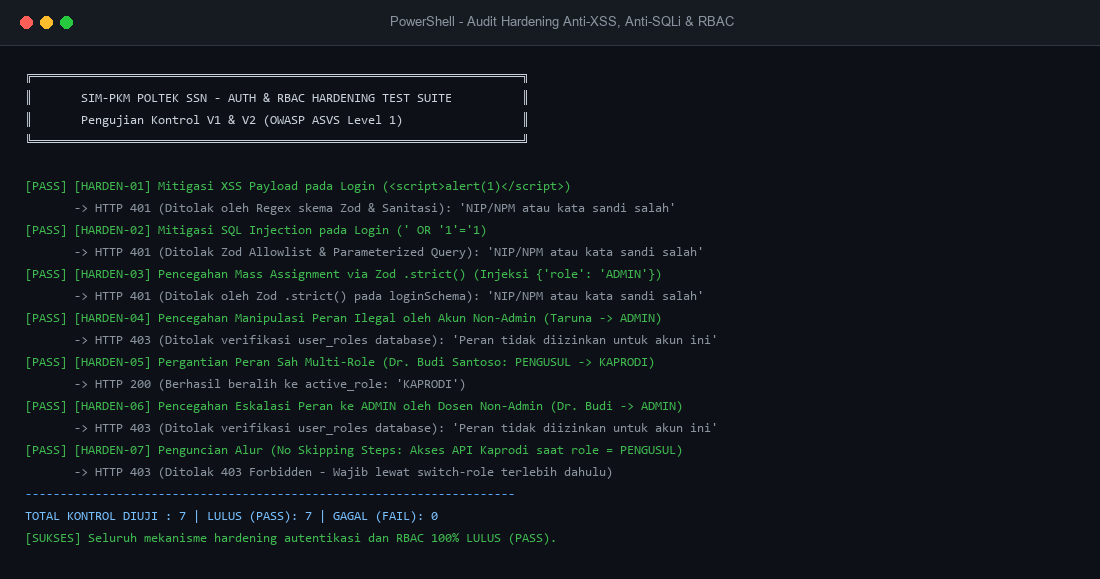 PowerShell - Audit Hardening Anti-XSS, Anti-SQLi & RBAC
SIM-PKM POLTEK SSN - AUTH & RBAC HARDENING TEST SUITE
Pengujian Kontrol V1 & V2 (OWASP ASVS Level 1)
[PASS] [HARDEN-01] Mitigasi XSS Payload pada Login (<script>alert(1)</script>)
-> HTTP 401 (Ditolak oleh Regex skema Zod & Sanitasi): 'NIP/NPM atau kata sandi salah'
[PASS] [HARDEN-02] Mitigasi SQL Injection pada Login (' OR '1'='1)
-> HTTP 401 (Ditolak Zod Allowlist & Parameterized Query): 'NIP/NPM atau kata sandi salah'
[PASS] [HARDEN-03] Pencegahan Mass Assignment via Zod .strict() (Injeksi {'role': 'ADMIN'})
-> HTTP 401 (Ditolak oleh Zod .strict() pada loginSchema): 'NIP/NPM atau kata sandi salah'
[PASS] [HARDEN-04] Pencegahan Manipulasi Peran Ilegal oleh Akun Non-Admin (Taruna -> ADMIN)
-> HTTP 403 (Ditolak verifikasi user_roles database): 'Peran tidak diizinkan untuk akun ini'
[PASS] [HARDEN-05] Pergantian Peran Sah Multi-Role (Dr. Budi Santoso: PENGUSUL -> KAPRODI)
-> HTTP 200 (Berhasil beralih ke active_role: 'KAPRODI')
[PASS] [HARDEN-06] Pencegahan Eskalasi Peran ke ADMIN oleh Dosen Non-Admin (Dr. Budi -> ADMIN)
-> HTTP 403 (Ditolak verifikasi user_roles database): 'Peran tidak diizinkan untuk akun ini'
[PASS] [HARDEN-07] Penguncian Alur (No Skipping Steps: Akses API Kaprodi saat role = PENGUSUL)
-> HTTP 403 (Ditolak 403 Forbidden - Wajib lewat switch-role terlebih dahulu)
----------------------------------------------------------------------
TOTAL KONTROL DIUJI : 7 | LULUS (PASS): 7 | GAGAL (FAIL): 0
[SUKSES] Seluruh mekanisme hardening autentikasi dan RBAC 100% LULUS (PASS).